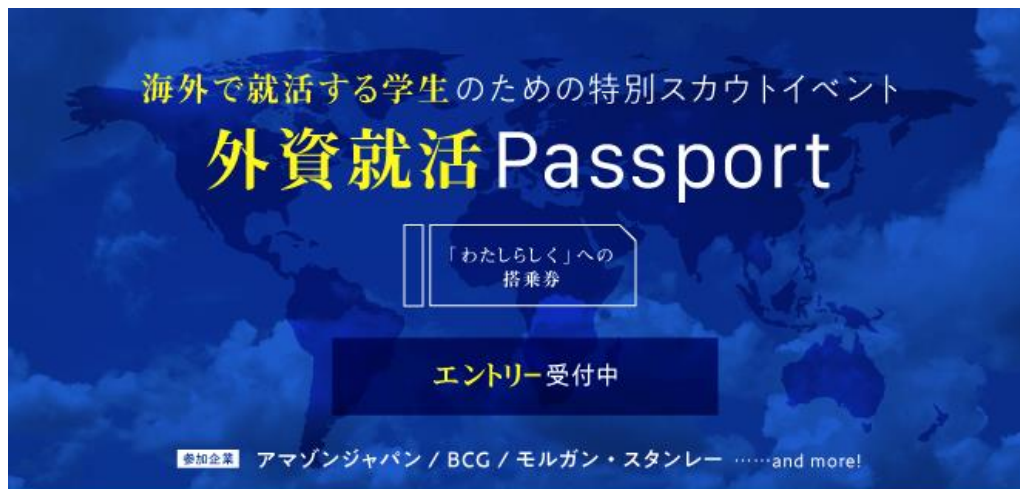 海外で就活する学生のための特別スカウトイベント
外資就活Passport
「わたしらしく」への
搭乗券
エントリー受付中
参加企業 アマゾンジャパン / BCG / モルガン・スタンレー ……and more!